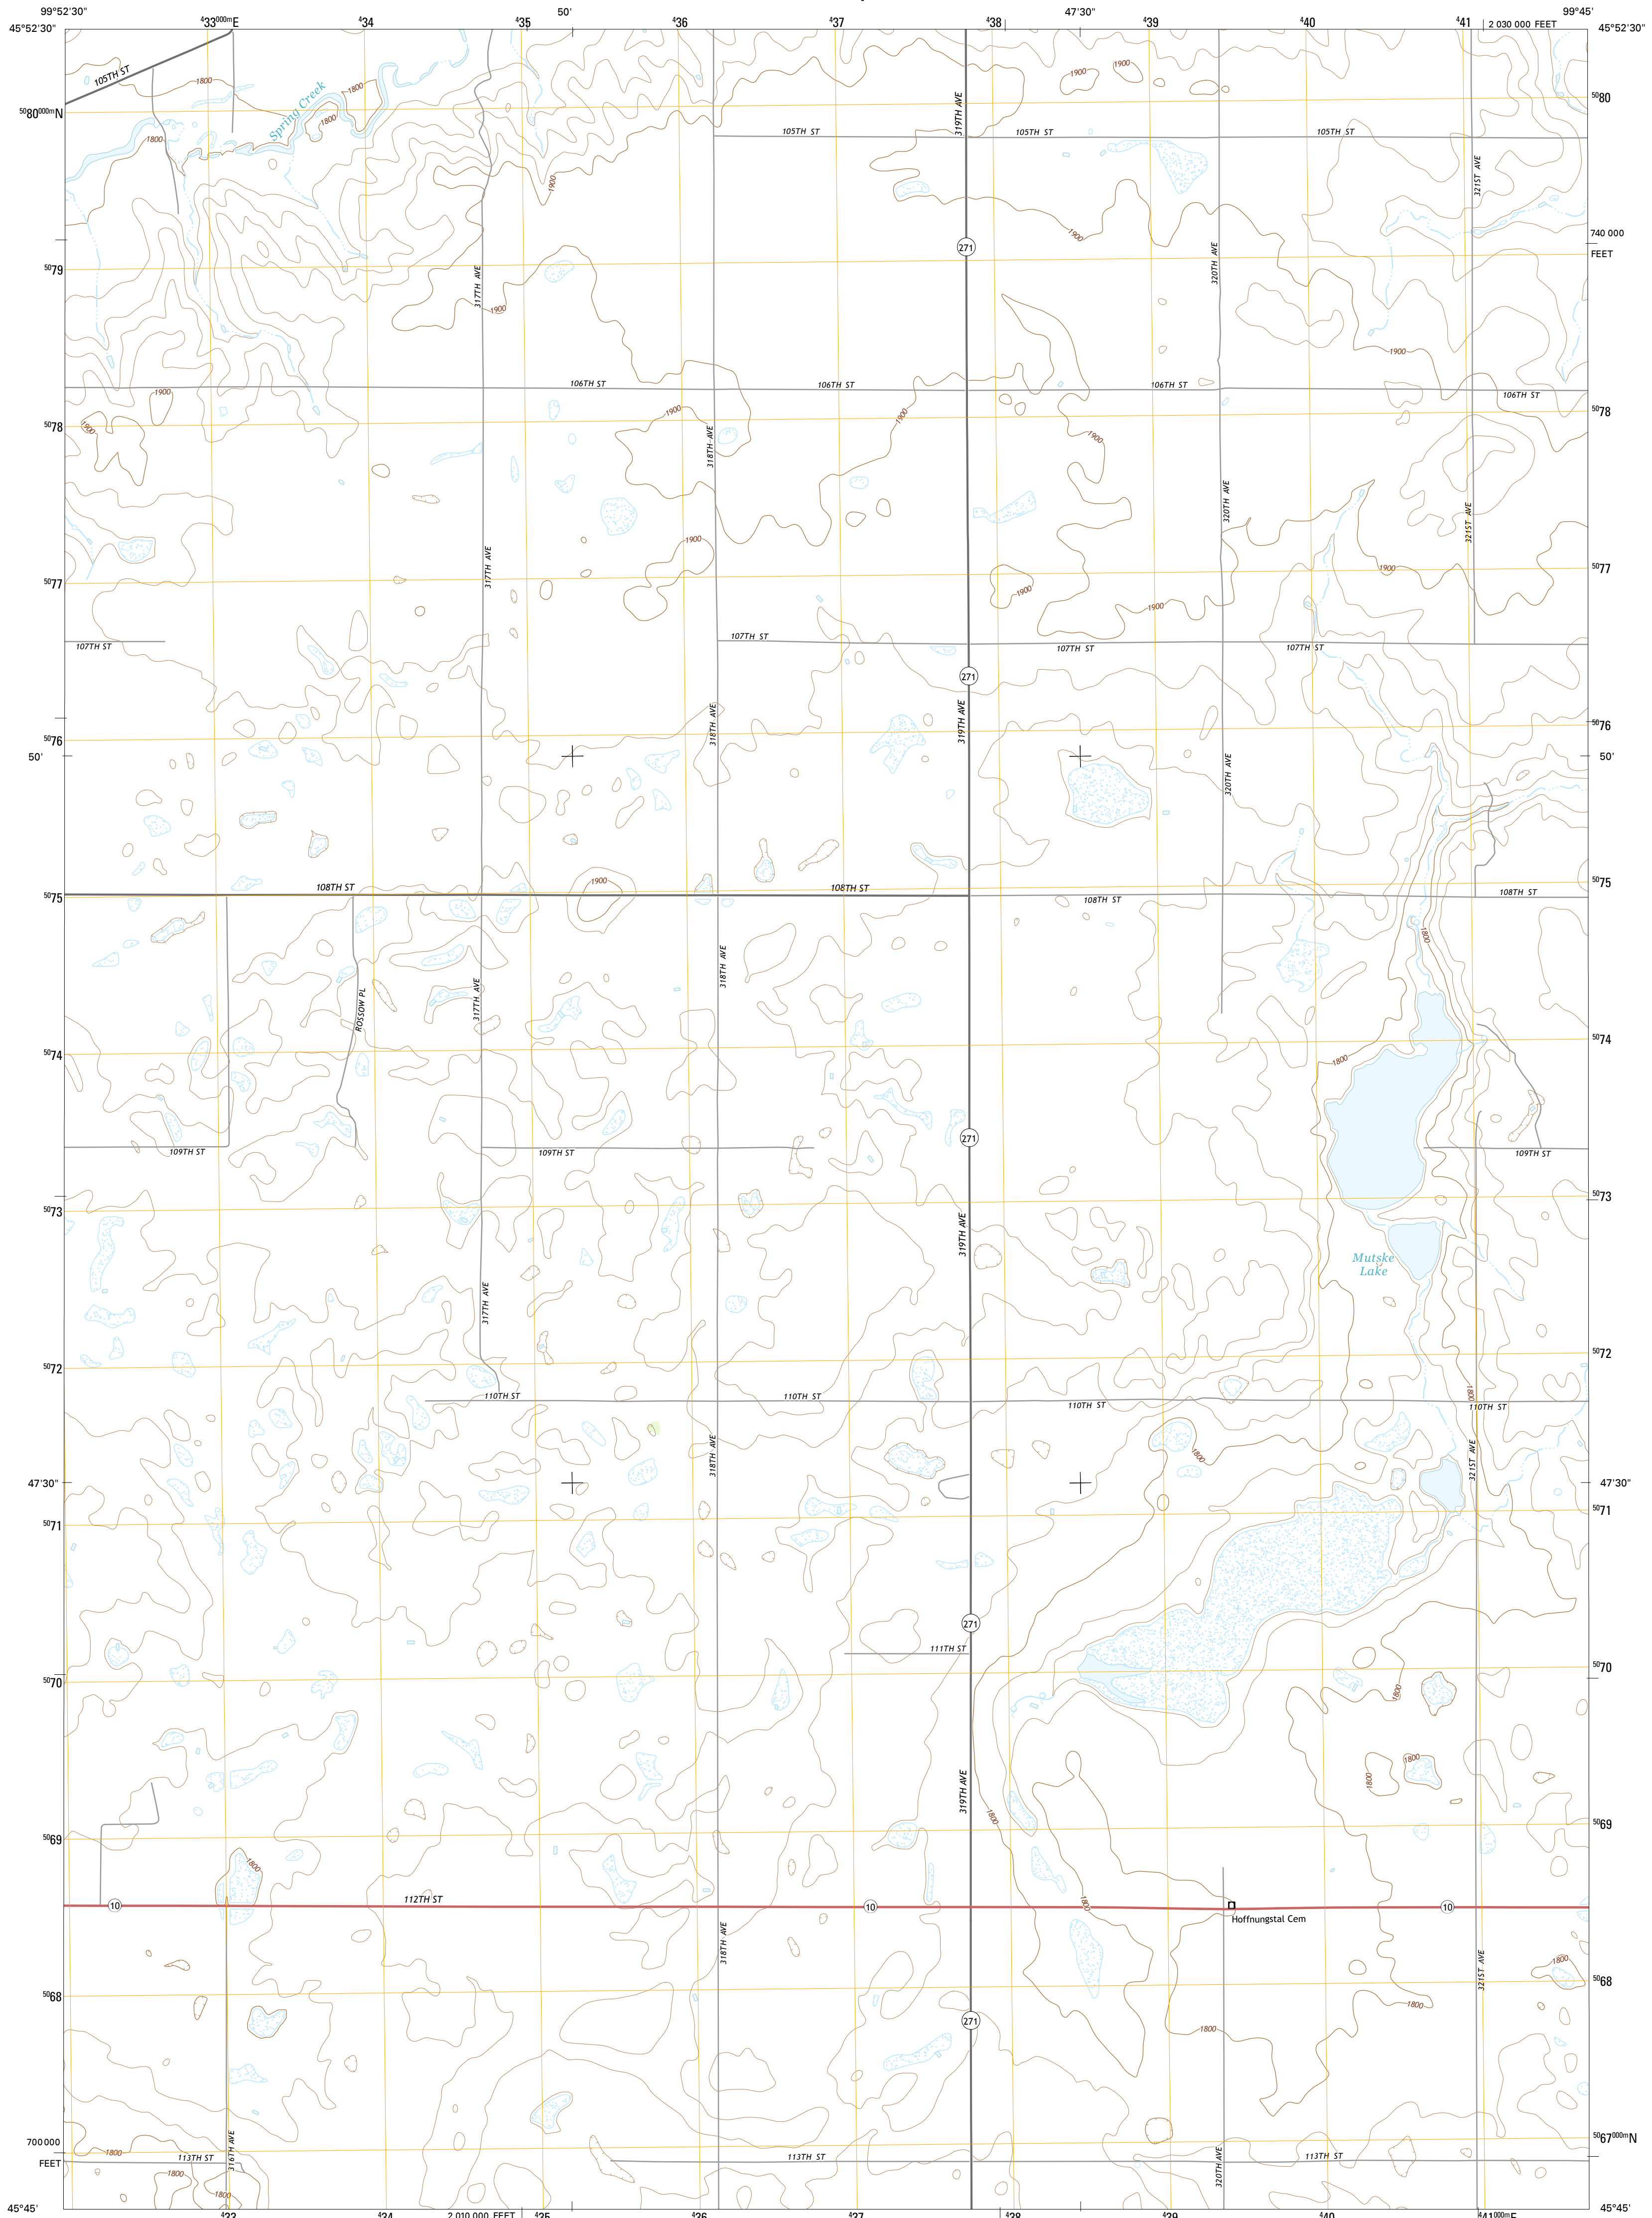 99°52'30" 433000mE 434 435 50' 436 437 438 47'30" 439 440 441 2 030 000 FEET 99°45'
45°52'30" 45°52'30"
105TH ST
1800 1800 1900 1900
5080000mN Spring Creek 1800 319TH AVE 5080
1800 105TH ST 105TH ST 105TH ST
1900 321ST AVE
1900 740 000
271 FEET
5079 317TH AVE 320TH AVE
1900
1900
106TH ST 106TH ST 106TH ST 106TH ST
1900 1900 1900
5078 1900 318TH AVE 1900 5078
320TH AVE
321ST AVE
1900
5077 317TH AVE 1900 1900 1900 5077
107TH ST 107TH ST 107TH ST 107TH ST
271
5076 318TH AVE 319TH AVE 5076
50' 50'
320TH AVE
1900
5075 108TH ST 108TH ST 108TH ST 108TH ST 5075
1800
318TH AVE
ROSSOW PL 317TH AVE
5074 1800 5074
271
109TH ST 109TH ST 109TH ST
5073 319TH AVE 5073
Mutske
Lake
317TH AVE
5072 5072
110TH ST 110TH ST 110TH ST 1800 110TH ST
318TH AVE 1800 321ST AVE
47'30" 47'30"
5071 5071
271
111TH ST
5070 5070
1800
1800 1800
319TH AVE
5069 1800 5069
1800
10 112TH ST 10 1800 10
Hoffnungstal Cem
318TH AVE 321ST AVE 1800
5068 1800 5068
271 1800
700 000 1800 316TH AVE 5067000mN
FEET 113TH ST 113TH ST 320TH AVE 113TH ST
1800
1800
45°45' 45°45'
433 434 2 010 000 FEET 435 436 437 438 439 440 441000mE